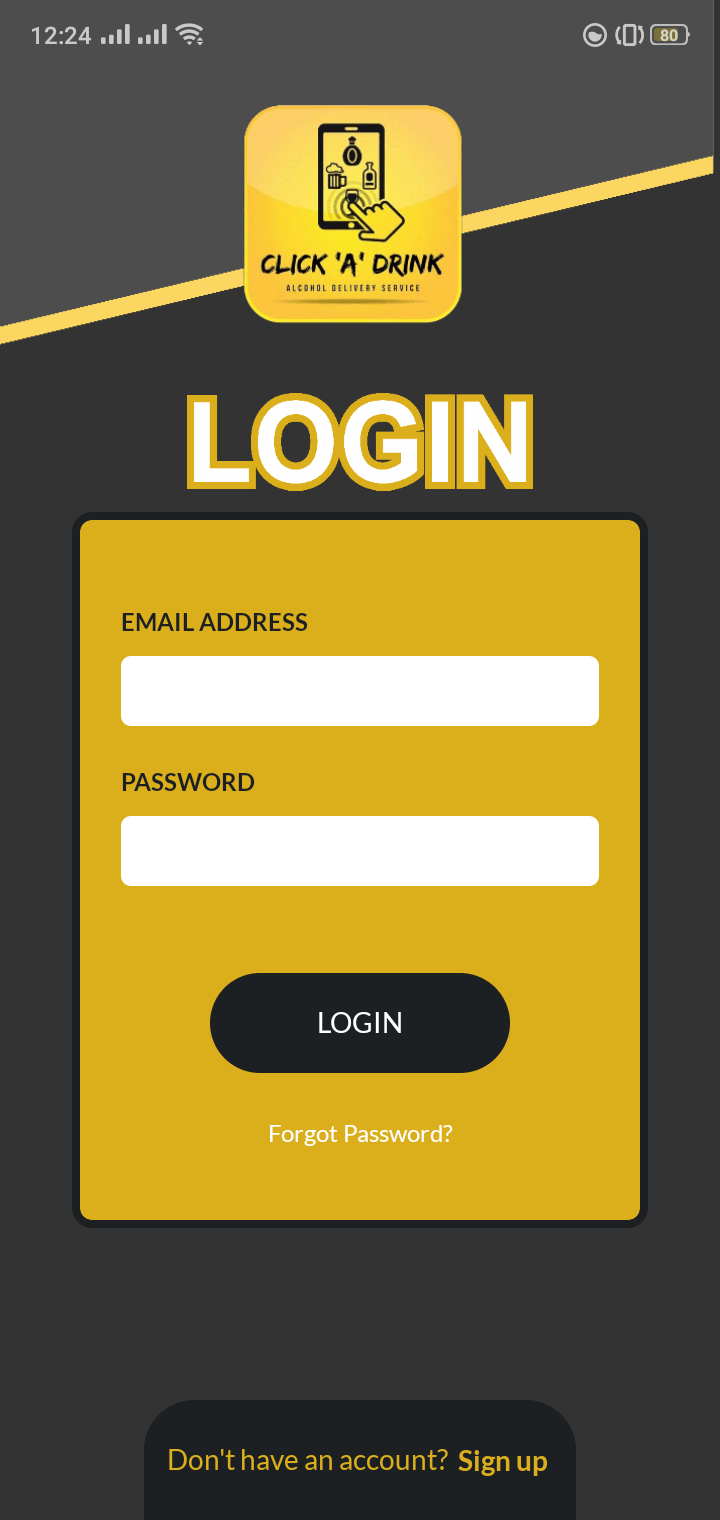 12:24
80
CLICK 'A' DRINK
ALCOHOL DELIVERY SERVICE
LOGIN
EMAIL ADDRESS
PASSWORD
LOGIN
Forgot Password?
Don't have an account? Sign up